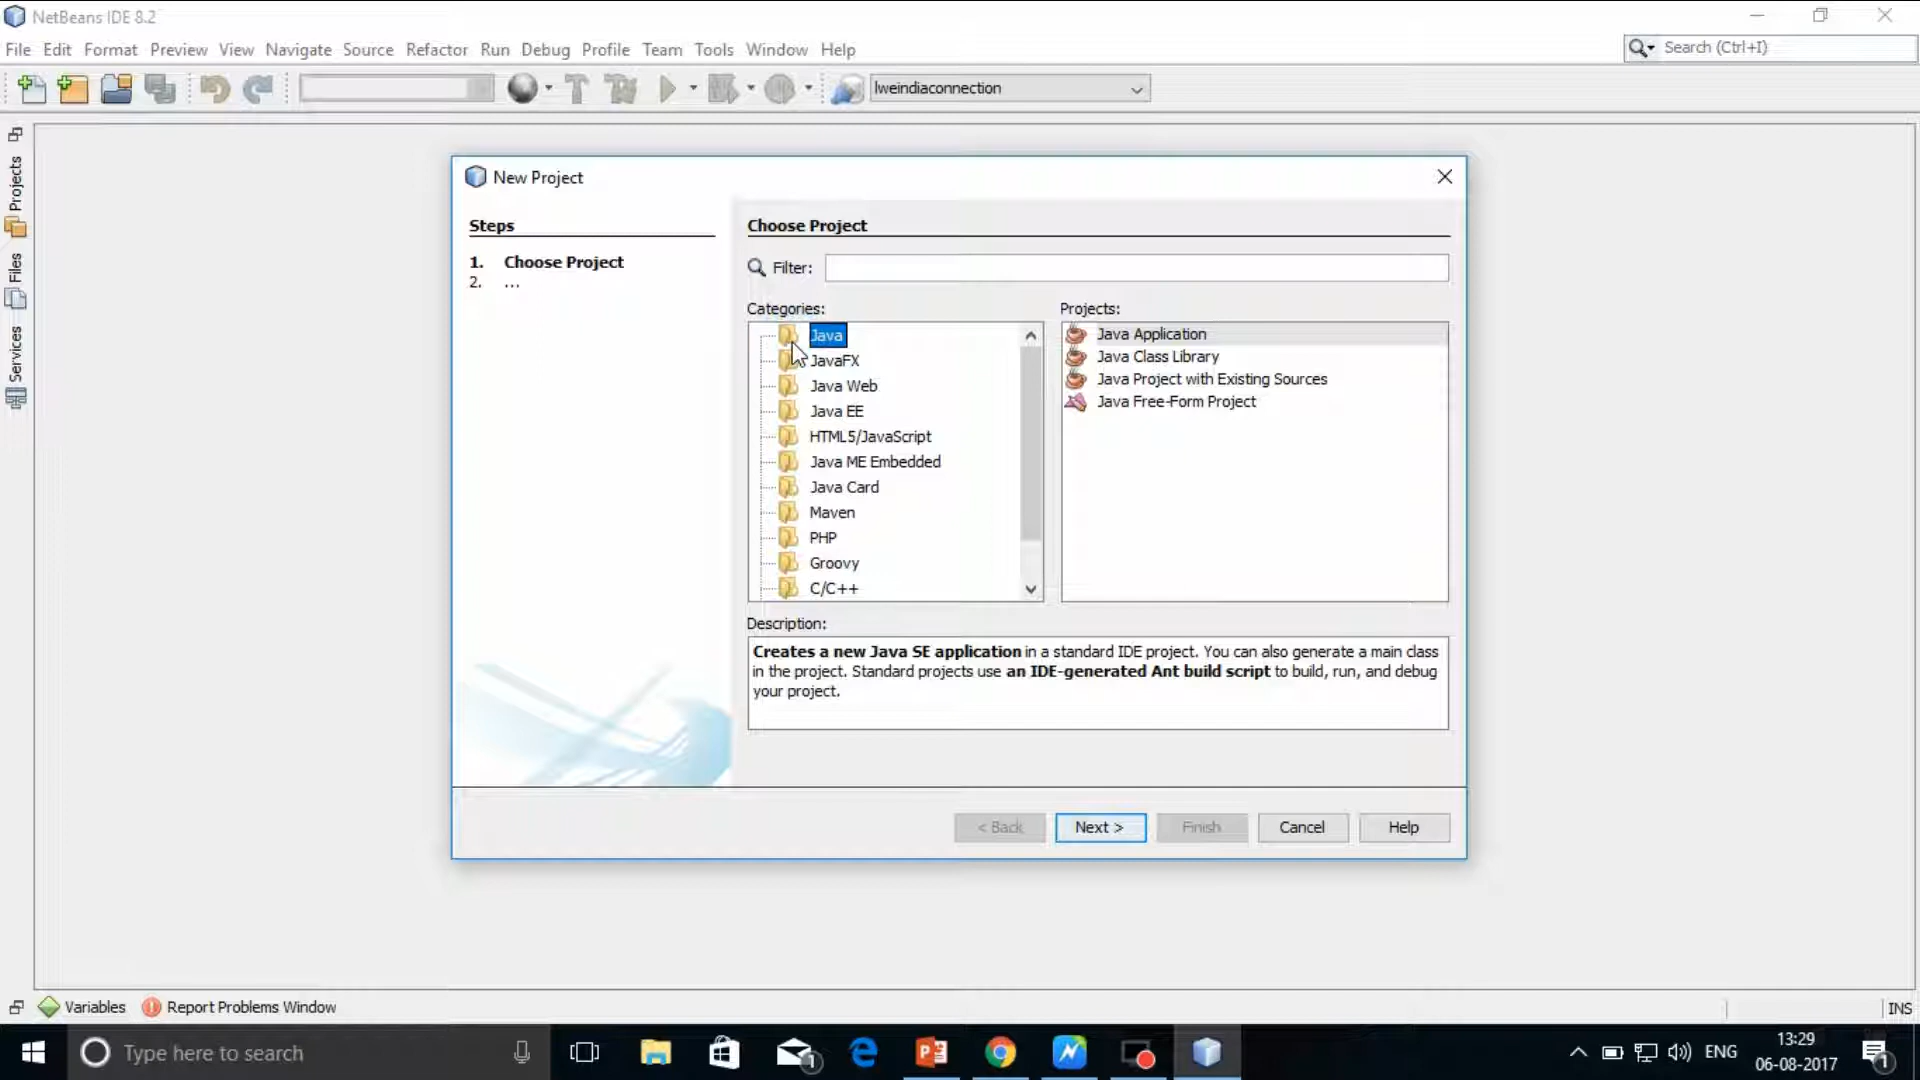 NetBeans IDE 8.2
File Edit Format Preview View Navigate Source Refactor Run Debug Profile Team Tools Window Help
Search (Ctrl+I)
lweindiaconnection
Projects
Files
Services
New Project
Steps
1. Choose Project
2. ...
Choose Project
Filter:
Categories:
Java
JavaFX
Java Web
Java EE
HTML5/JavaScript
Java ME Embedded
Java Card
Maven
PHP
Groovy
C/C++
Projects:
Java Application
Java Class Library
Java Project with Existing Sources
Java Free-Form Project
Description:
Creates a new Java SE application in a standard IDE project. You can also generate a main class
in the project. Standard projects use an IDE-generated Ant build script to build, run, and debug
your project.
< Back Next > Finish Cancel Help
Variables Report Problems Window
INS
Type here to search
1
ENG
13:29
06-08-2017
1